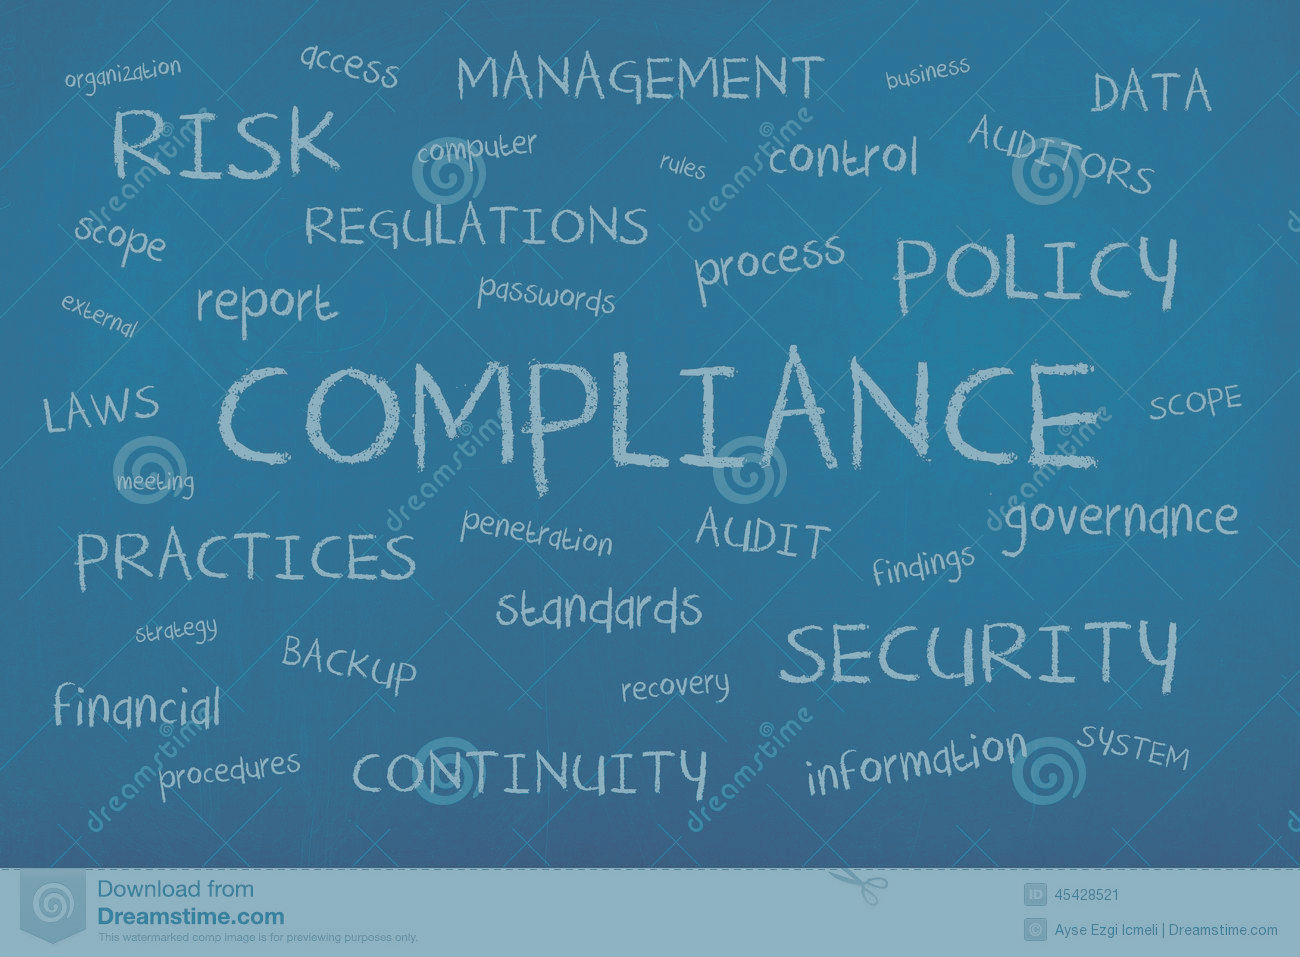 organization
access
MANAGEMENT
business
DATA
RISK
computer
rules
control
AUDITORS
scope
REGULATIONS
process
POLICY
external
report
passwords
LAWS
COMPLIANCE
SCOPE
meeting
PRACTICES
penetration
AUDIT
findings
governance
strategy
BACKUP
standards
recovery
SECURITY
financial
procedures
CONTINUITY
information
SYSTEM
dreamstime
dreamstime
dreamstime
dreamstime
dreamstime
dreamstime
Download from
Dreamstime.com
This watermarked comp image is for previewing purposes only.
ID 45428521
© Ayse Ezgi Icmeli | Dreamstime.com